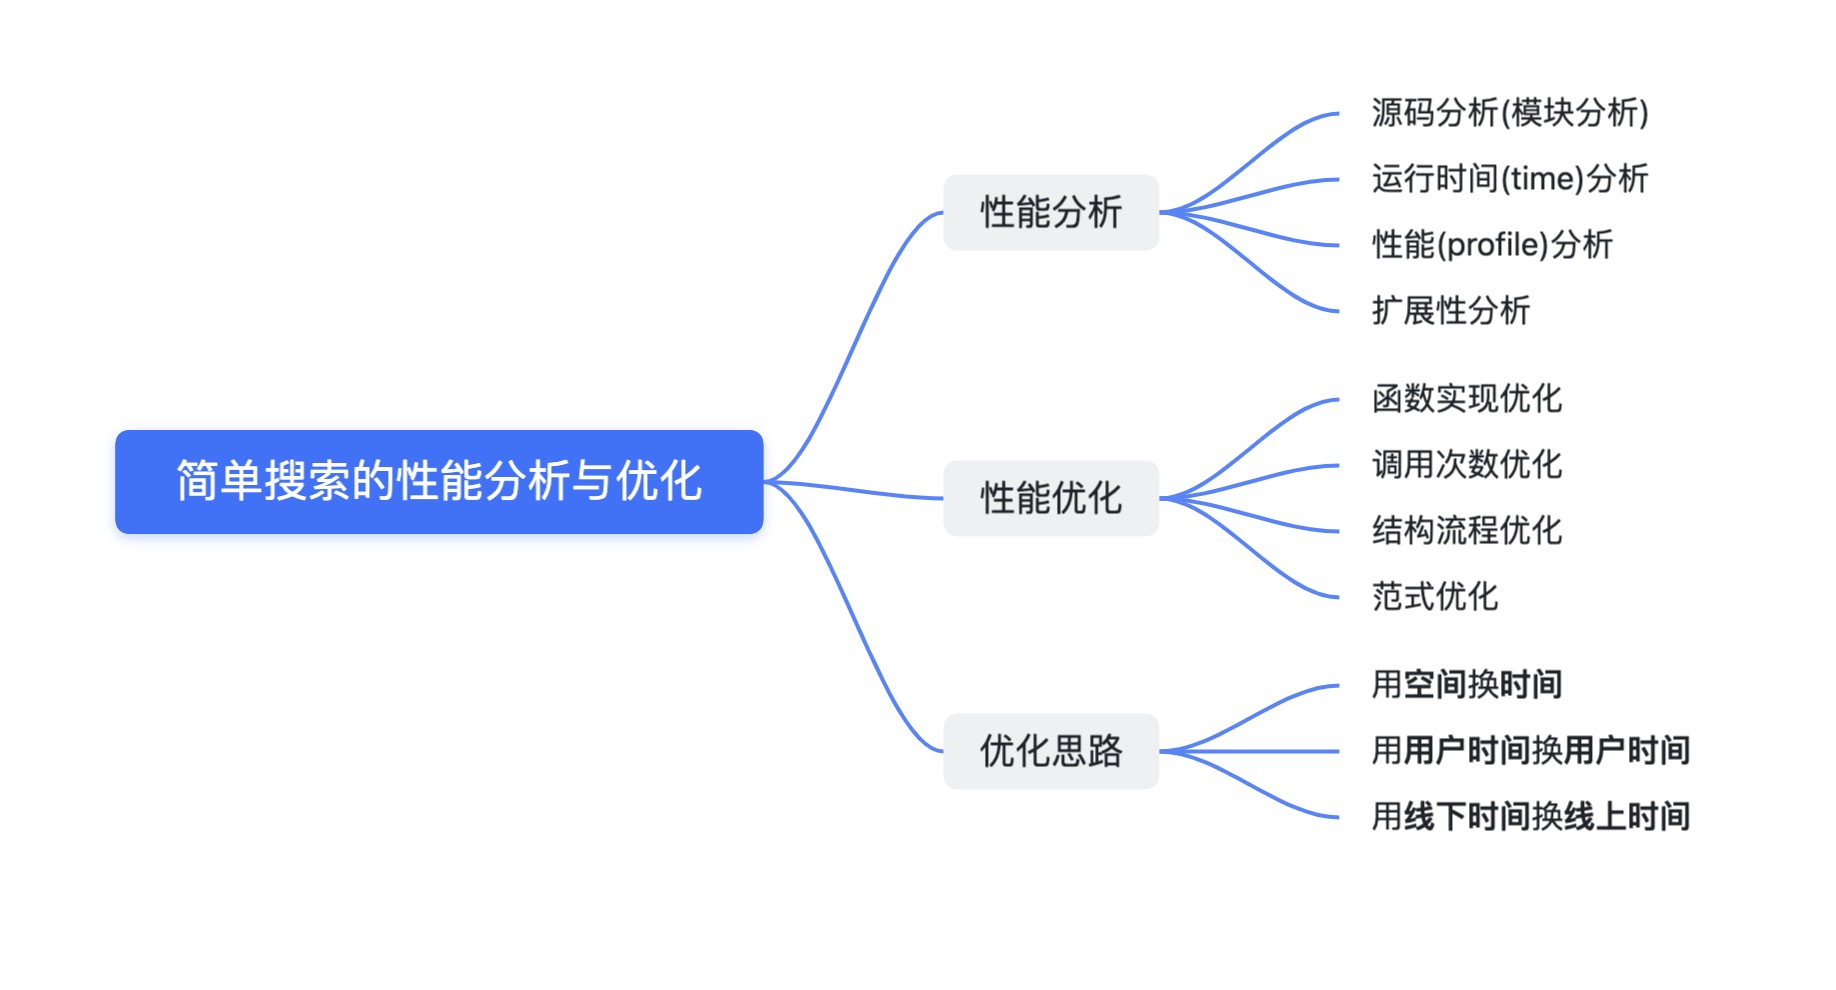 简单搜索的性能分析与优化
性能分析
源码分析(模块分析)
运行时间(time)分析
性能(profile)分析
扩展性分析
性能优化
函数实现优化
调用次数优化
结构流程优化
范式优化
优化思路
用空间换时间
用用户时间换用户时间
用线下时间换线上时间